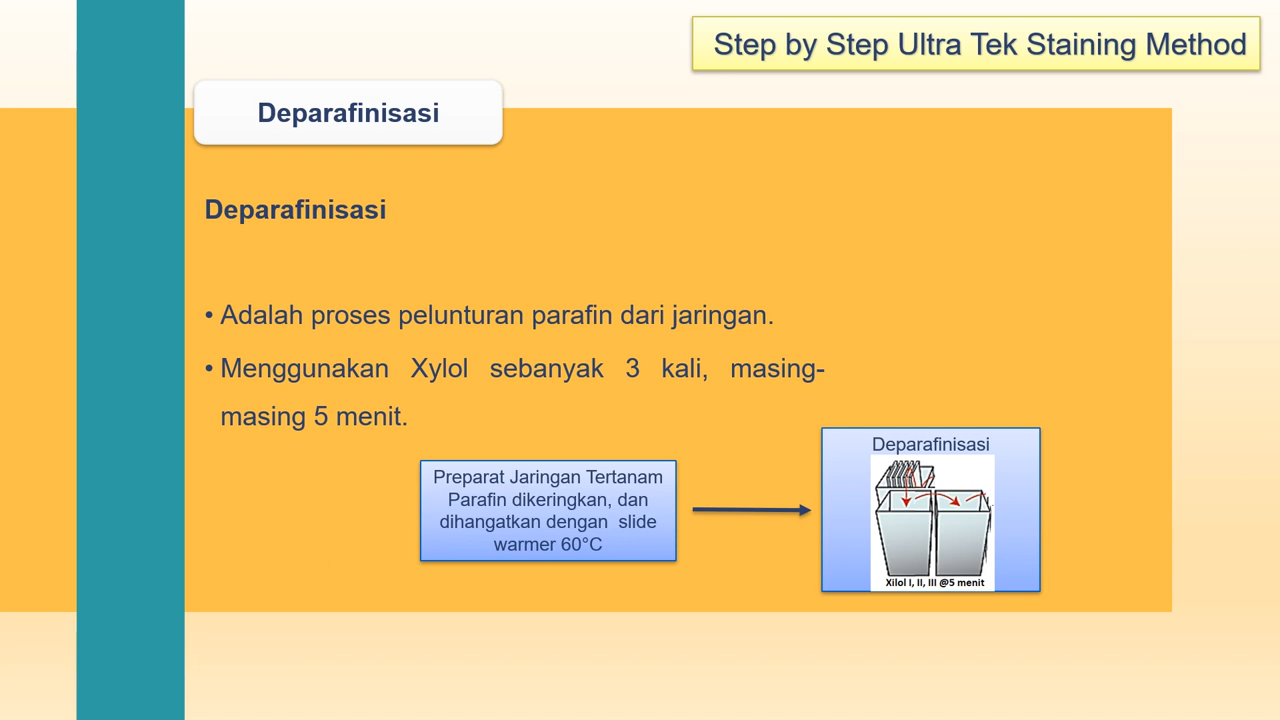 Step by Step Ultra Tek Staining Method
Deparafinisasi
Deparafinisasi
• Adalah proses pelunturan parafin dari jaringan.
• Menggunakan Xylol sebanyak 3 kali, masing-
masing 5 menit.
Preparat Jaringan Tertanam
Parafin dikeringkan, dan
dihangatkan dengan slide
warmer 60°C
Deparafinisasi
Xilol I, II, III @5 menit